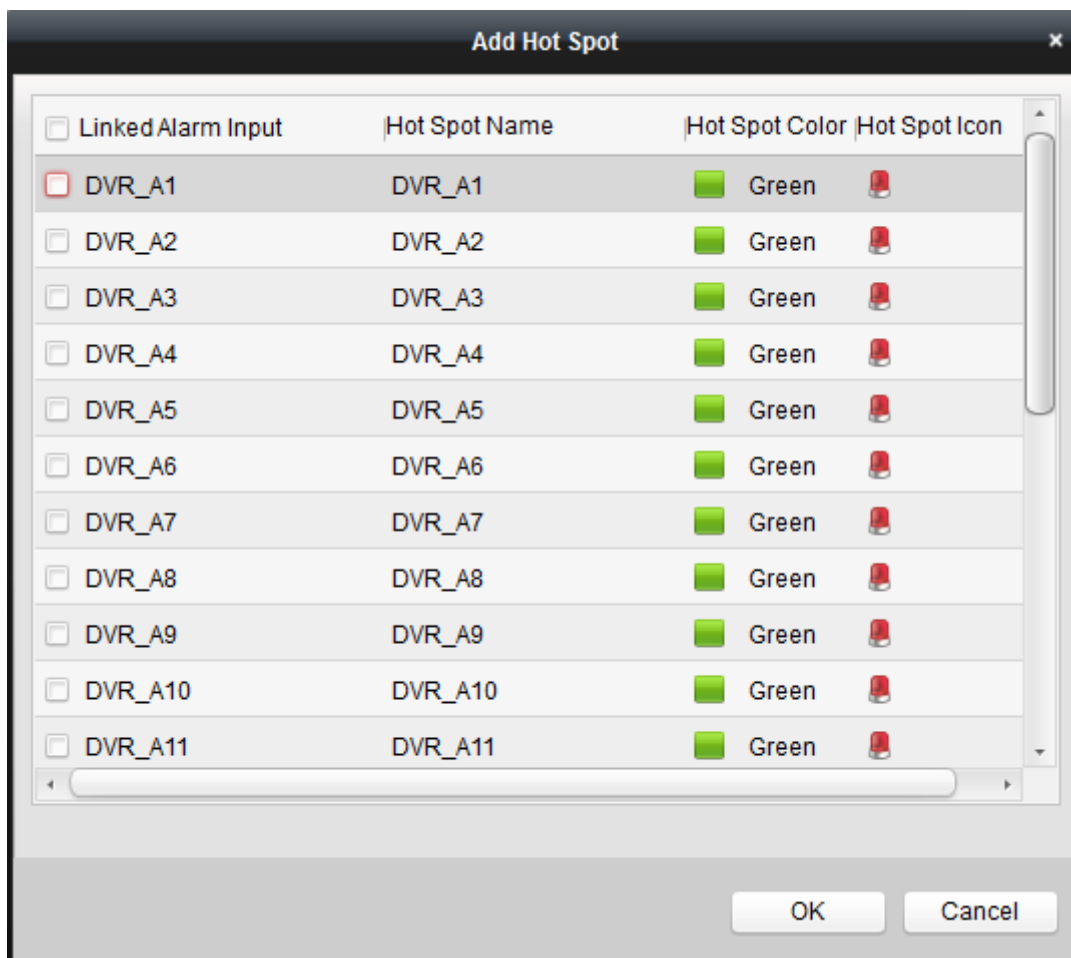 Add Hot Spot
Linked Alarm Input Hot Spot Name Hot Spot Color Hot Spot Icon
DVR_A1 DVR_A1 Green
DVR_A2 DVR_A2 Green
DVR_A3 DVR_A3 Green
DVR_A4 DVR_A4 Green
DVR_A5 DVR_A5 Green
DVR_A6 DVR_A6 Green
DVR_A7 DVR_A7 Green
DVR_A8 DVR_A8 Green
DVR_A9 DVR_A9 Green
DVR_A10 DVR_A10 Green
DVR_A11 DVR_A11 Green
OK Cancel